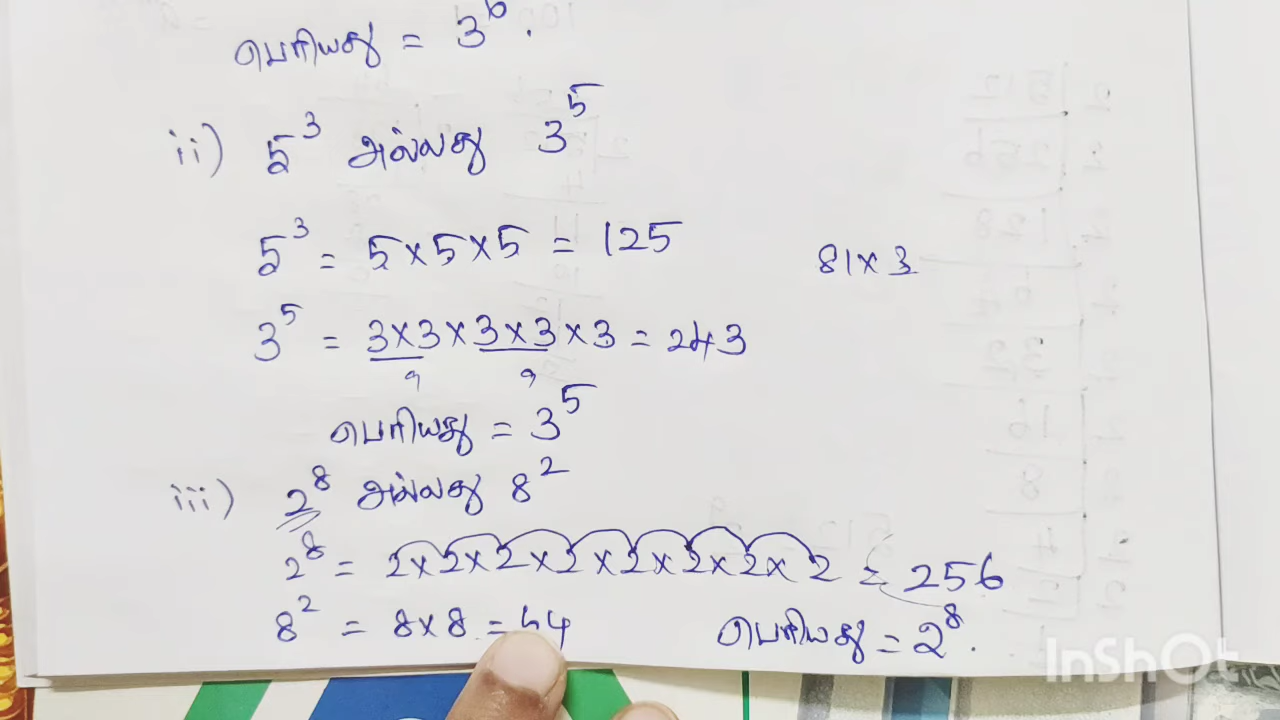 பெரியது = 3⁶.
ii) 5³ அல்லது 3⁵
5³ = 5×5×5 = 125
81×3
3⁵ = 3×3×3×3×3 = 243
9 9
பெரியது = 3⁵
iii) 2⁸ அல்லது 8²
2⁸ = 2×2×2×2×2×2×2×2 = 256
8² = 8×8 = 64 பெரியது = 2⁸.
InShOt